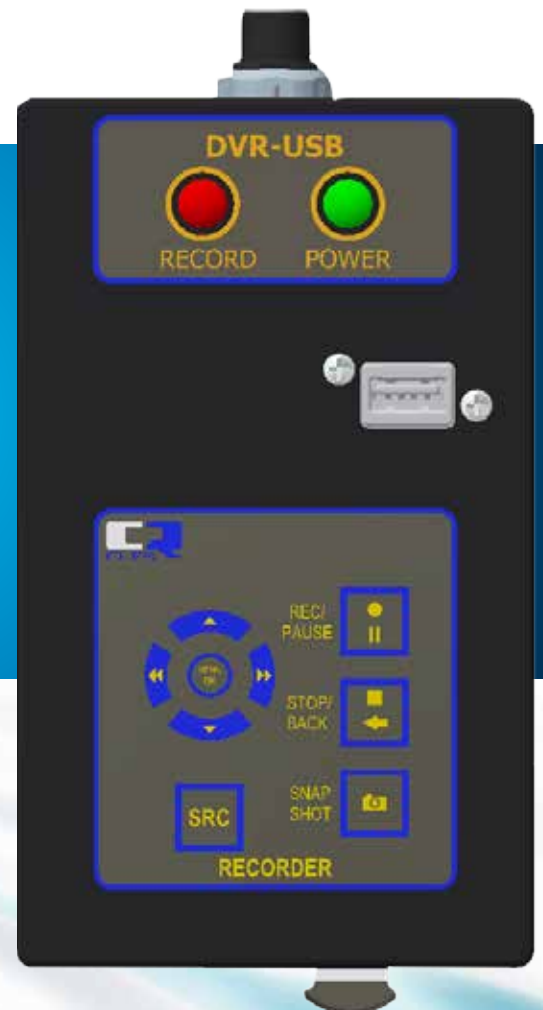 DVR-USB
RECORD POWER
REC/
PAUSE
STOP/
BACK
SNAP
SHOT
SRC
RECORDER